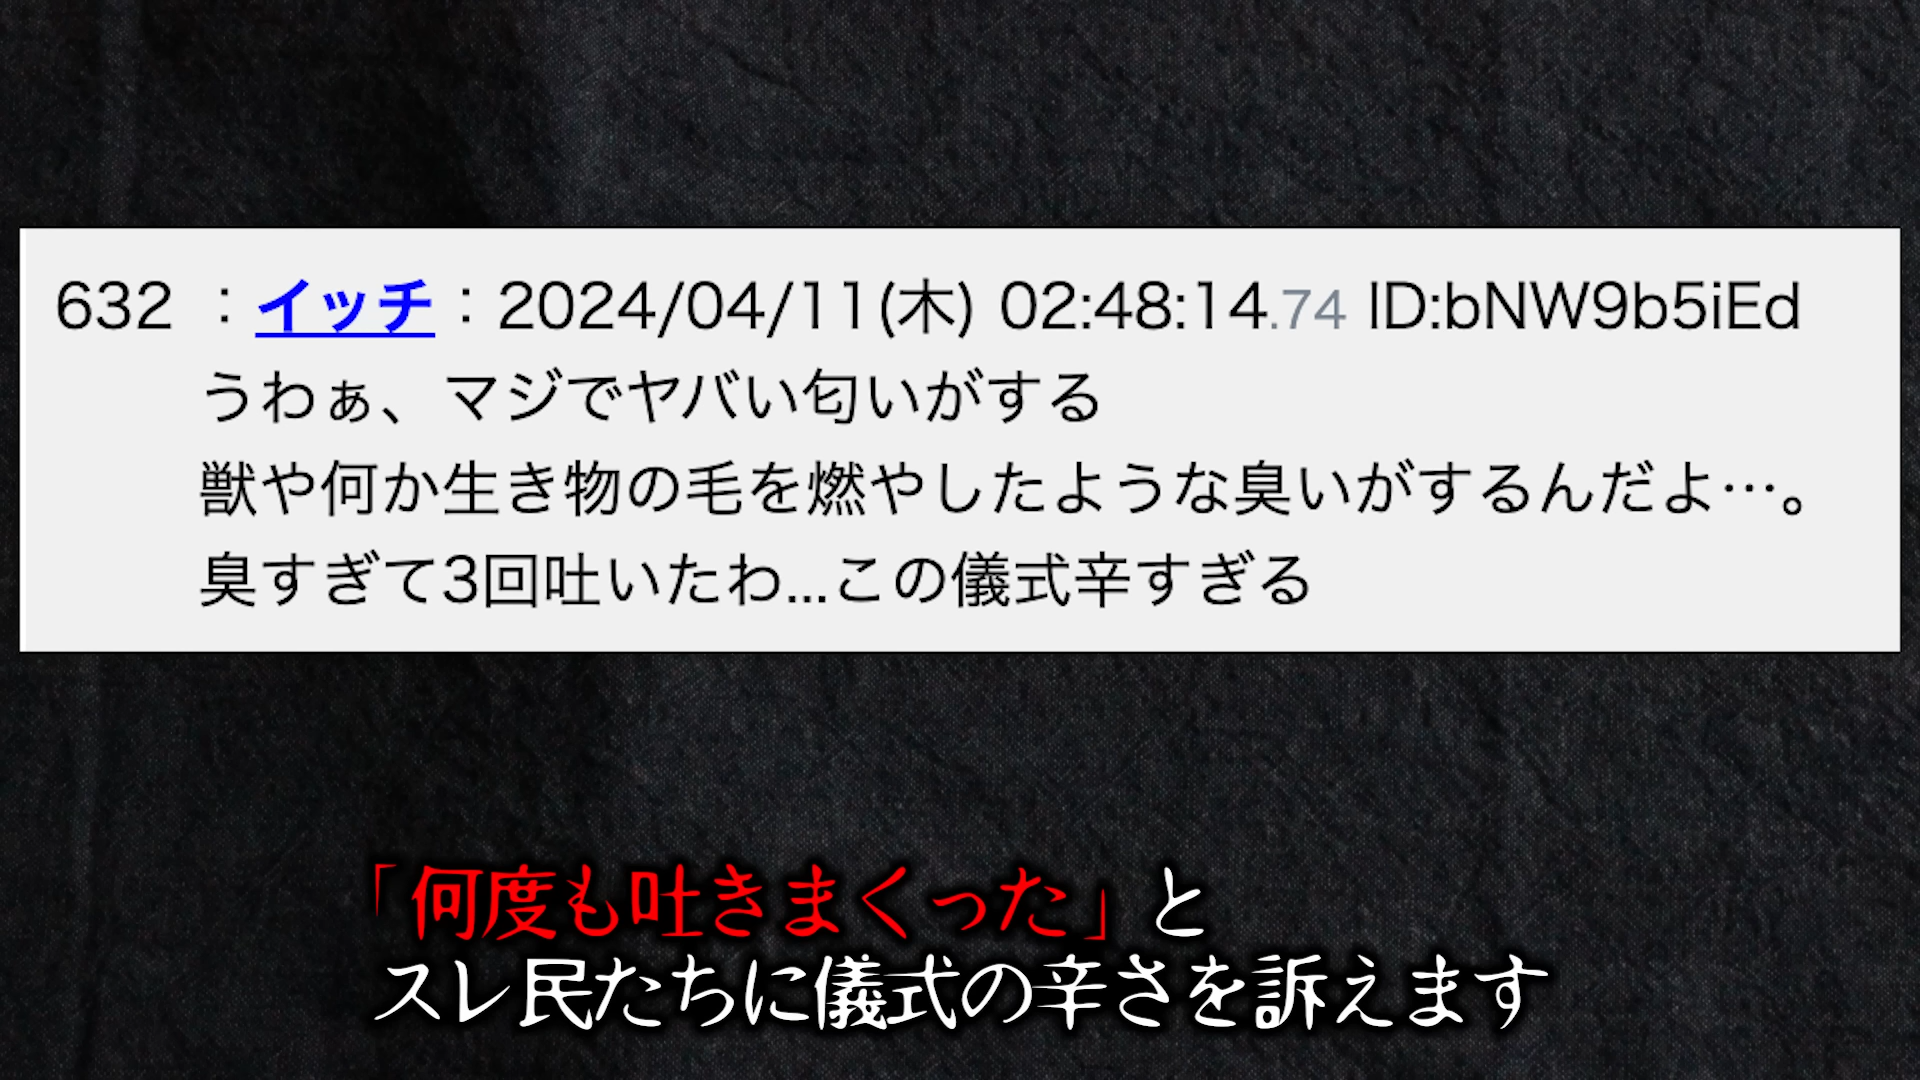 632 ：イッチ：2024/04/11(木) 02:48:14.74 ID:bNW9b5iEd
うわぁ、マジでヤバい匂いがする
獣や何か生き物の毛を燃やしたような臭いがするんだよ…。
臭すぎて3回吐いたわ...この儀式辛すぎる
「何度も吐きまくった」と
スレ民たちに儀式の辛さを訴えます